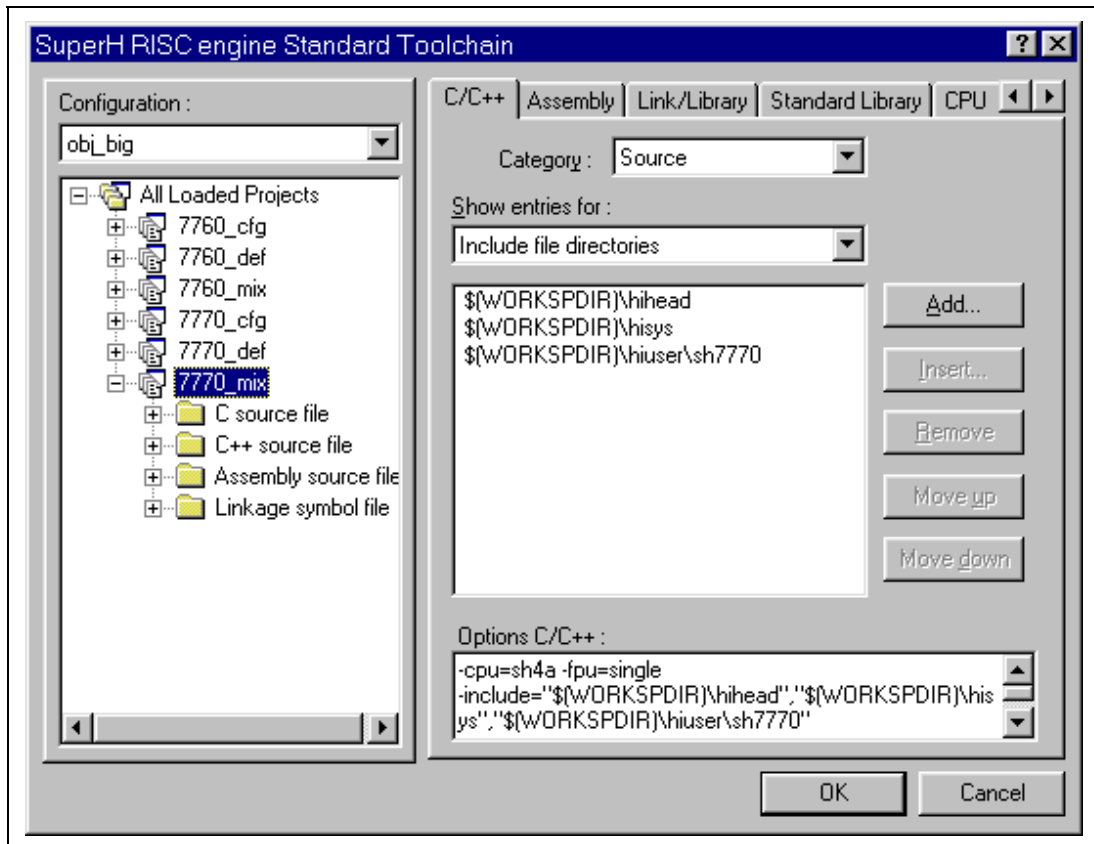 SuperH RISC engine Standard Toolchain
Configuration :
obj_big
All Loaded Projects
7760_cfg
7760_def
7760_mix
7770_cfg
7770_def
7770_mix
C source file
C++ source file
Assembly source file
Linkage symbol file
C/C++ Assembly Link/Library Standard Library CPU
Category : Source
Show entries for :
Include file directories
$(WORKSPDIR)\hihead
$(WORKSPDIR)\hisys
$(WORKSPDIR)\hiuser\sh7770
Add...
Insert...
Remove
Move up
Move down
Options C/C++ :
-cpu=sh4a -fpu=single
-include="$(WORKSPDIR)\hihead","$(WORKSPDIR)\his
ys","$(WORKSPDIR)\hiuser\sh7770"
OK Cancel